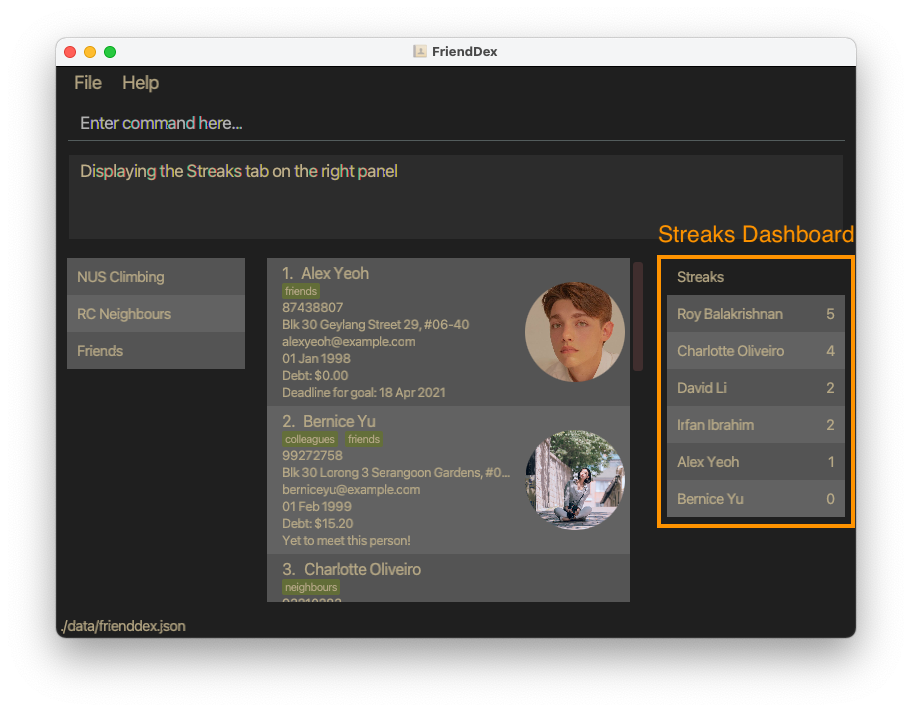 FriendDex
File Help
Enter command here...
Displaying the Streaks tab on the right panel
Streaks Dashboard
NUS Climbing
RC Neighbours
Friends
1. Alex Yeoh
friends
87438807
Blk 30 Geylang Street 29, #06-40
alexyeoh@example.com
01 Jan 1998
Debt: $0.00
Deadline for goal: 18 Apr 2021
2. Bernice Yu
colleagues friends
99272758
Blk 30 Lorong 3 Serangoon Gardens, #0...
berniceyu@example.com
01 Feb 1999
Debt: $15.20
Yet to meet this person!
3. Charlotte Oliveiro
neighbours
Streaks
Roy Balakrishnan 5
Charlotte Oliveiro 4
David Li 2
Irfan Ibrahim 2
Alex Yeoh 1
Bernice Yu 0
./data/frienddex.json